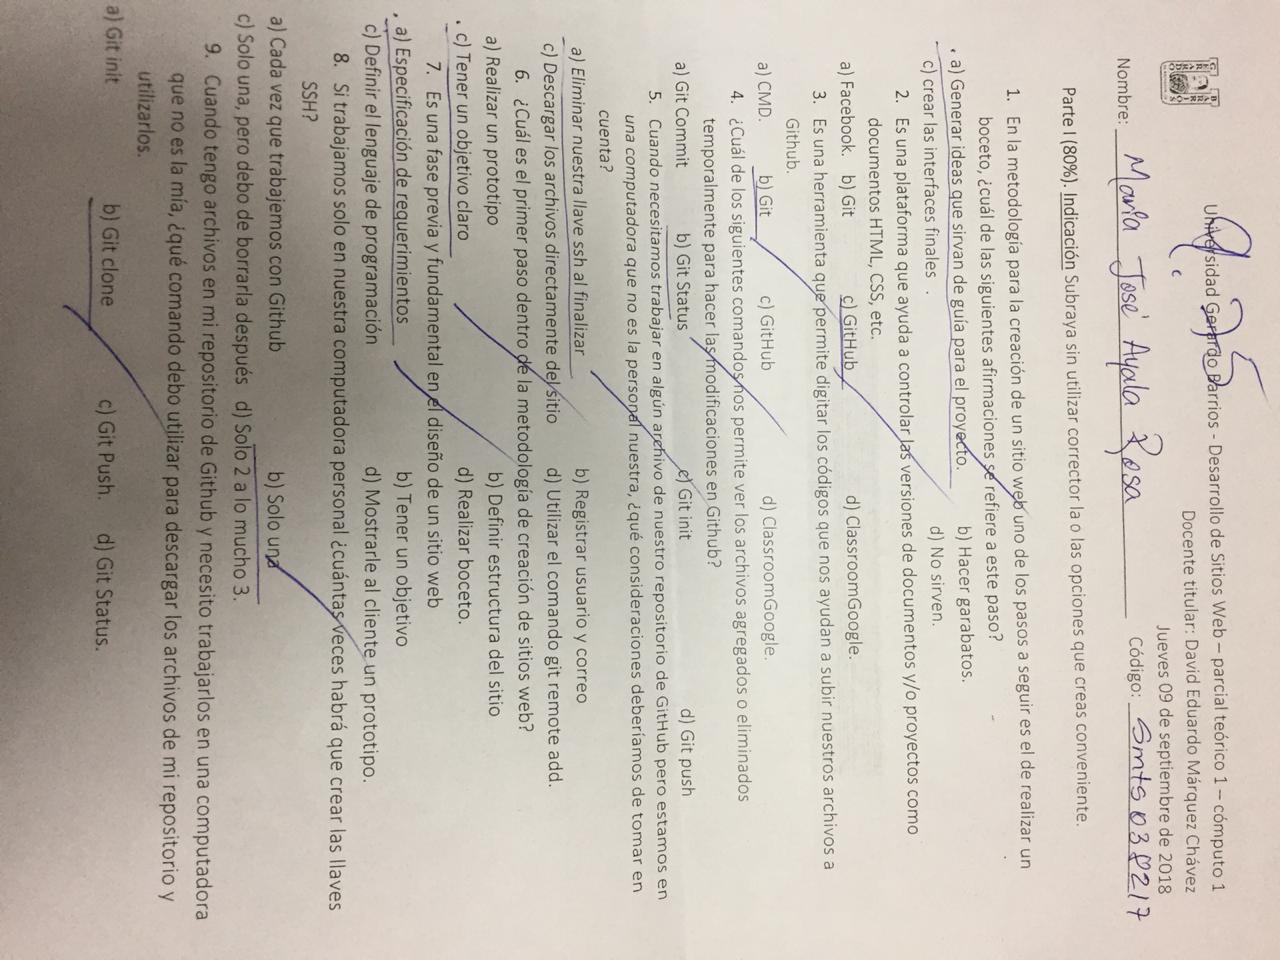 9.25
Universidad Gerardo Barrios - Desarrollo de Sitios Web – parcial teórico 1 – cómputo 1
GERARDO BARRIOS
Docente titular: David Eduardo Márquez Chávez
Jueves 09 de septiembre de 2018
Nombre: María José Ayala Rosa Código: Smts038217
Parte I (80%). Indicación Subraya sin utilizar corrector la o las opciones que creas conveniente.
1. En la metodología para la creación de un sitio web uno de los pasos a seguir es el de realizar un
boceto, ¿cuál de las siguientes afirmaciones se refiere a este paso?
a) Generar ideas que sirvan de guía para el proyecto. b) Hacer garabatos.
c) crear las interfaces finales . d) No sirven.
2. Es una plataforma que ayuda a controlar las versiones de documentos y/o proyectos como
documentos HTML, CSS, etc.
a) Facebook. b) Git c) GitHub d) ClassroomGoogle.
3. Es una herramienta que permite digitar los códigos que nos ayudan a subir nuestros archivos a
Github.
a) CMD. b) Git c) GitHub d) ClassroomGoogle.
4. ¿Cuál de los siguientes comandos nos permite ver los archivos agregados o eliminados
temporalmente para hacer las modificaciones en Github?
a) Git Commit b) Git Status c) Git init d) Git push
5. Cuando necesitamos trabajar en algún archivo de nuestro repositorio de GitHub pero estamos en
una computadora que no es la personal nuestra, ¿qué consideraciones deberíamos de tomar en
cuenta?
a) Eliminar nuestra llave ssh al finalizar b) Registrar usuario y correo
c) Descargar los archivos directamente del sitio d) Utilizar el comando git remote add.
6. ¿Cuál es el primer paso dentro de la metodología de creación de sitios web?
a) Realizar un prototipo b) Definir estructura del sitio
c) Tener un objetivo claro d) Realizar boceto.
7. Es una fase previa y fundamental en el diseño de un sitio web
a) Especificación de requerimientos b) Tener un objetivo
c) Definir el lenguaje de programación d) Mostrarle al cliente un prototipo.
8. Si trabajamos solo en nuestra computadora personal ¿cuántas veces habrá que crear las llaves
SSH?
a) Cada vez que trabajemos con Github b) Solo una
c) Solo una, pero debo de borrarla después d) Solo 2 a lo mucho 3.
9. Cuando tengo archivos en mi repositorio de Github y necesito trabajarlos en una computadora
que no es la mía, ¿qué comando debo utilizar para descargar los archivos de mi repositorio y
utilizarlos.
a) Git init b) Git clone c) Git Push. d) Git Status.